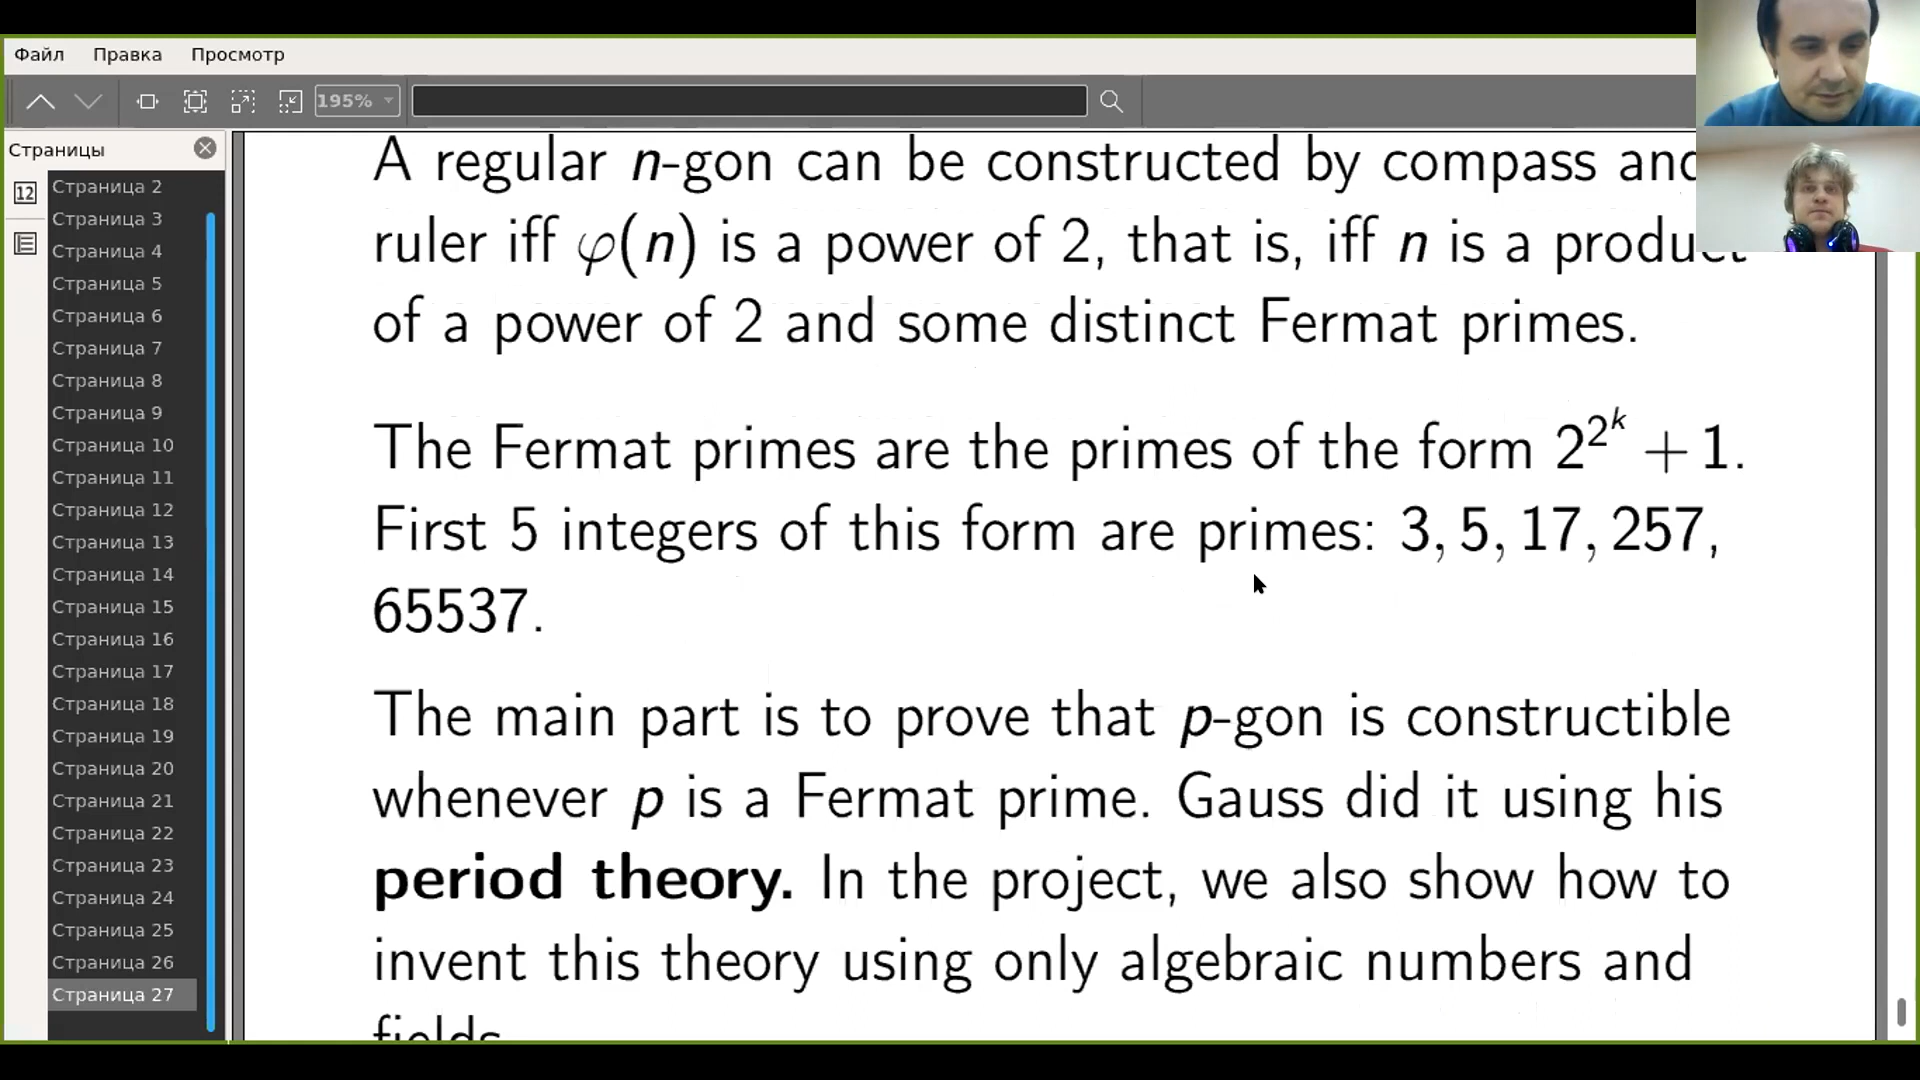 Файл Правка Просмотр
195%
Страницы
12
Страница 2
Страница 3
Страница 4
Страница 5
Страница 6
Страница 7
Страница 8
Страница 9
Страница 10
Страница 11
Страница 12
Страница 13
Страница 14
Страница 15
Страница 16
Страница 17
Страница 18
Страница 19
Страница 20
Страница 21
Страница 22
Страница 23
Страница 24
Страница 25
Страница 26
Страница 27
A regular n-gon can be constructed by compass and
ruler iff φ(n) is a power of 2, that is, iff n is a product
of a power of 2 and some distinct Fermat primes.
The Fermat primes are the primes of the form 2^{2^k} + 1.
First 5 integers of this form are primes: 3, 5, 17, 257,
65537.
The main part is to prove that p-gon is constructible
whenever p is a Fermat prime. Gauss did it using his
period theory. In the project, we also show how to
invent this theory using only algebraic numbers and
fields